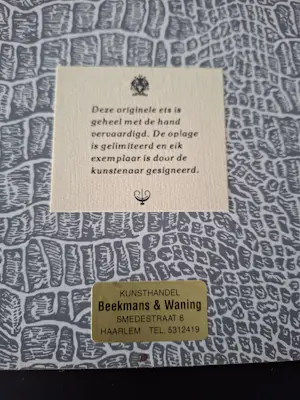 Deze originele ets is
geheel met de hand
vervaardigd. De oplage
is gelimiteerd en elk
exemplaar is door de
kunstenaar gesigneerd.
KUNSTHANDEL
Beekmans & Waning
SMEDESTRAAT 6
HAARLEM TEL. 5312419